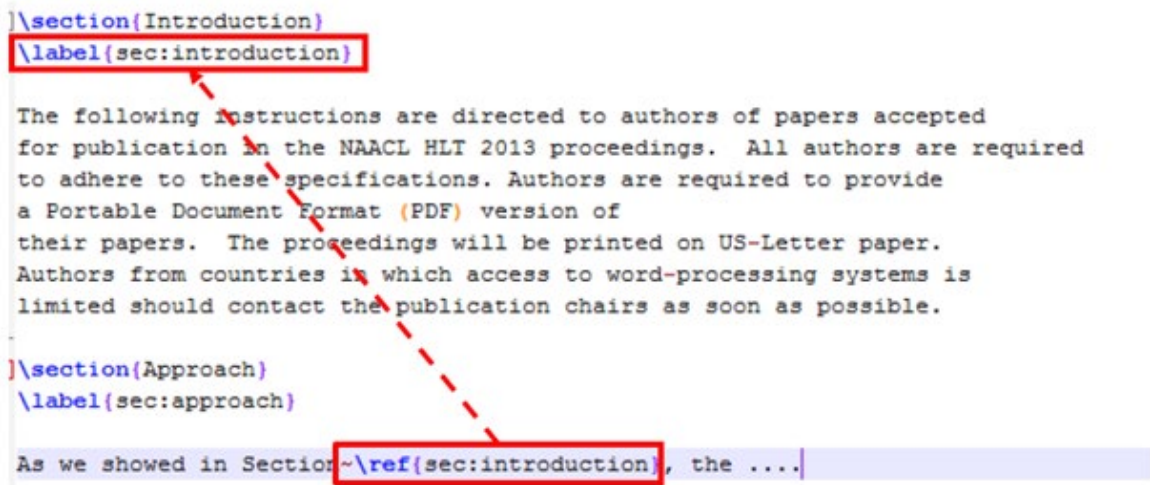 \section{Introduction}
\label{sec:introduction}
The following instructions are directed to authors of papers accepted
for publication in the NAACL HLT 2013 proceedings.  All authors are required
to adhere to these specifications. Authors are required to provide
a Portable Document Format (PDF) version of
their papers.  The proceedings will be printed on US-Letter paper.
Authors from countries in which access to word-processing systems is
limited should contact the publication chairs as soon as possible.
\section{Approach}
\label{sec:approach}
As we showed in Section~\ref{sec:introduction}, the ....